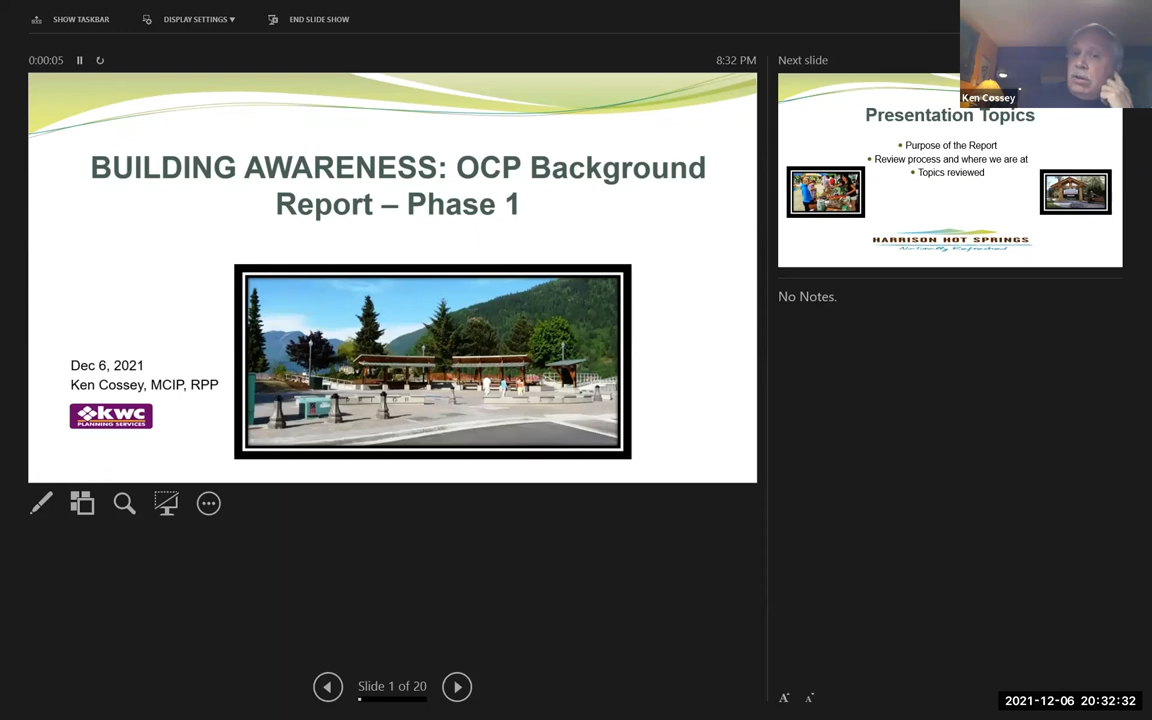 SHOW TASKBAR
DISPLAY SETTINGS ▼
END SLIDE SHOW
0:00:05
8:32 PM
Next slide
Ken Cossey
BUILDING AWARENESS: OCP Background
Report – Phase 1
Dec 6, 2021
Ken Cossey, MCIP, RPP
kwc
PLANNING SERVICES
Presentation Topics
• Purpose of the Report
• Review process and where we are at
• Topics reviewed
HARRISON HOT SPRINGS
Naturally Refreshed
No Notes.
Slide 1 of 20
A
A
2021-12-06 20:32:32